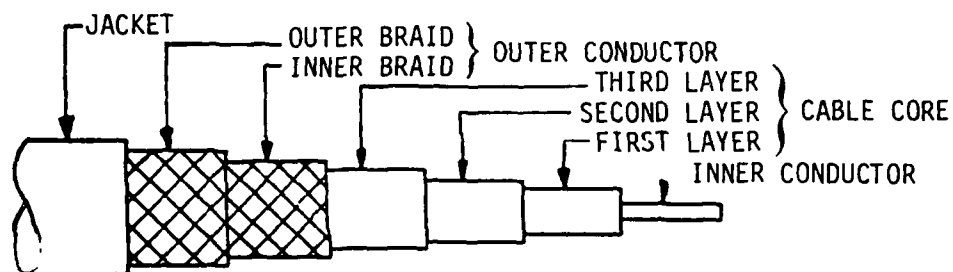 JACKET
OUTER BRAID
INNER BRAID
OUTER CONDUCTOR
THIRD LAYER
SECOND LAYER
FIRST LAYER
CABLE CORE
INNER CONDUCTOR